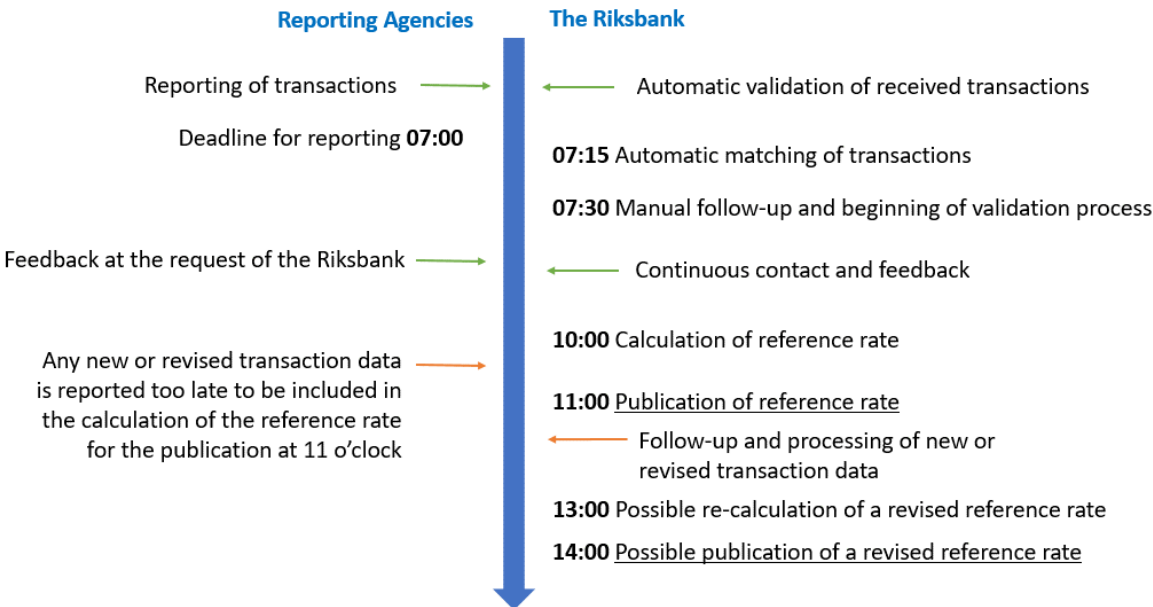 Reporting Agencies
The Riksbank
Reporting of transactions
Automatic validation of received transactions
Deadline for reporting 07:00
07:15 Automatic matching of transactions
07:30 Manual follow-up and beginning of validation process
Feedback at the request of the Riksbank
Continuous contact and feedback
10:00 Calculation of reference rate
Any new or revised transaction data
is reported too late to be included in
the calculation of the reference rate
for the publication at 11 o’clock
11:00 Publication of reference rate
Follow-up and processing of new or
revised transaction data
13:00 Possible re-calculation of a revised reference rate
14:00 Possible publication of a revised reference rate